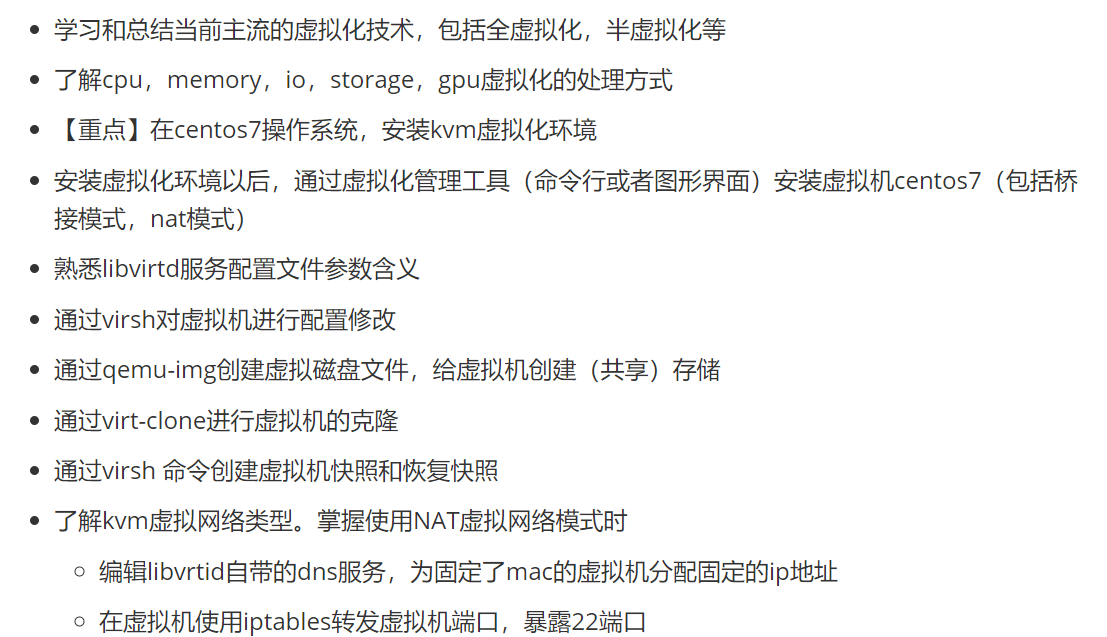 学习和总结当前主流的虚拟化技术，包括全虚拟化，半虚拟化等
了解cpu，memory，io，storage，gpu虚拟化的处理方式
【重点】在centos7操作系统，安装kvm虚拟化环境
安装虚拟化环境以后，通过虚拟化管理工具（命令行或者图形界面）安装虚拟机centos7（包括桥
接模式，nat模式）
熟悉libvirtd服务配置文件参数含义
通过virsh对虚拟机进行配置修改
通过qemu-img创建虚拟磁盘文件，给虚拟机创建（共享）存储
通过virt-clone进行虚拟机的克隆
通过virsh 命令创建虚拟机快照和恢复快照
了解kvm虚拟网络类型。掌握使用NAT虚拟网络模式时
编辑libvrtid自带的dns服务，为固定了mac的虚拟机分配固定的ip地址
在虚拟机使用iptables转发虚拟机端口，暴露22端口